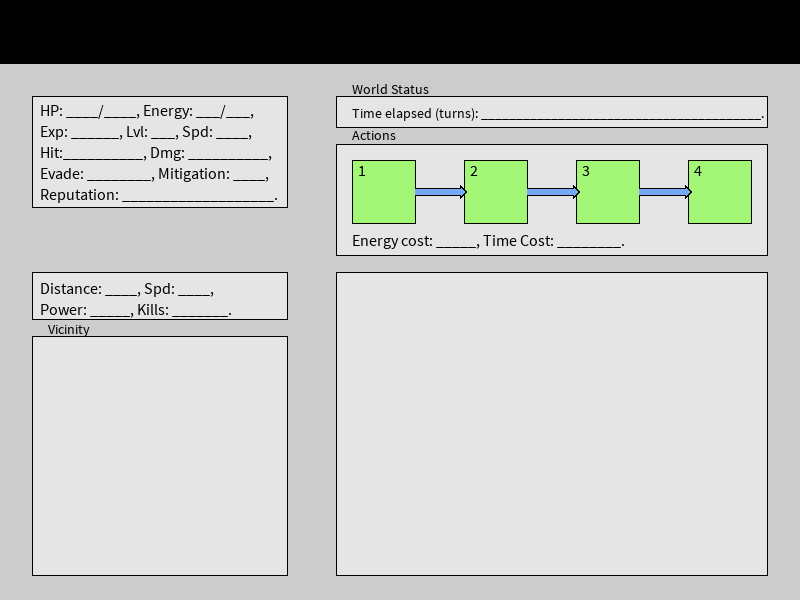 HP: ____/____, Energy: ___/___,
Exp: ______, Lvl: ___, Spd: ____,
Hit:__________, Dmg: __________,
Evade: ________, Mitigation: ____,
Reputation: ___________________.
World Status
Time elapsed (turns): ________________________________________.
Actions
1
2
3
4
Energy cost: _____, Time Cost: ________.
Distance: ____, Spd: ____,
Power: _____, Kills: _______.
Vicinity